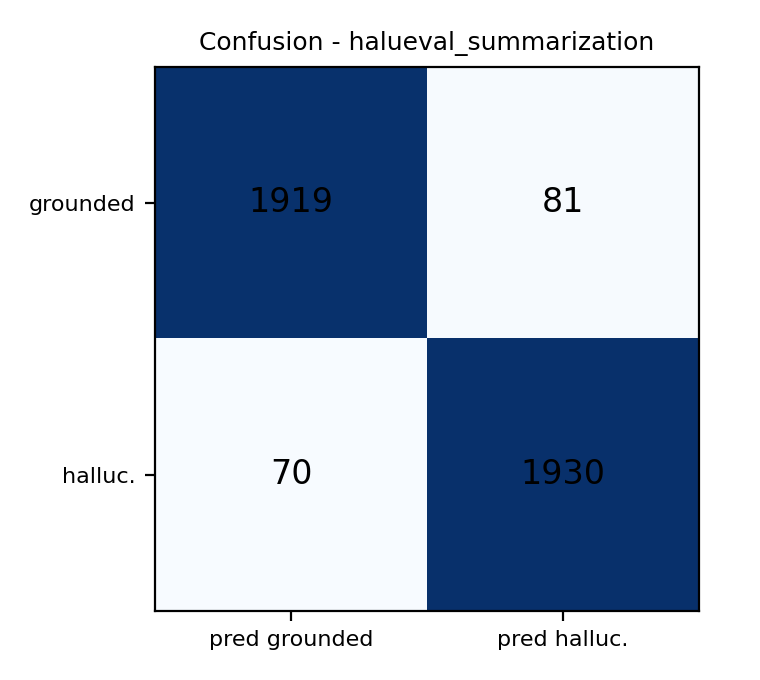 Confusion - halueval_summarization
grounded
1919
81
halluc.
70
1930
pred grounded
pred halluc.